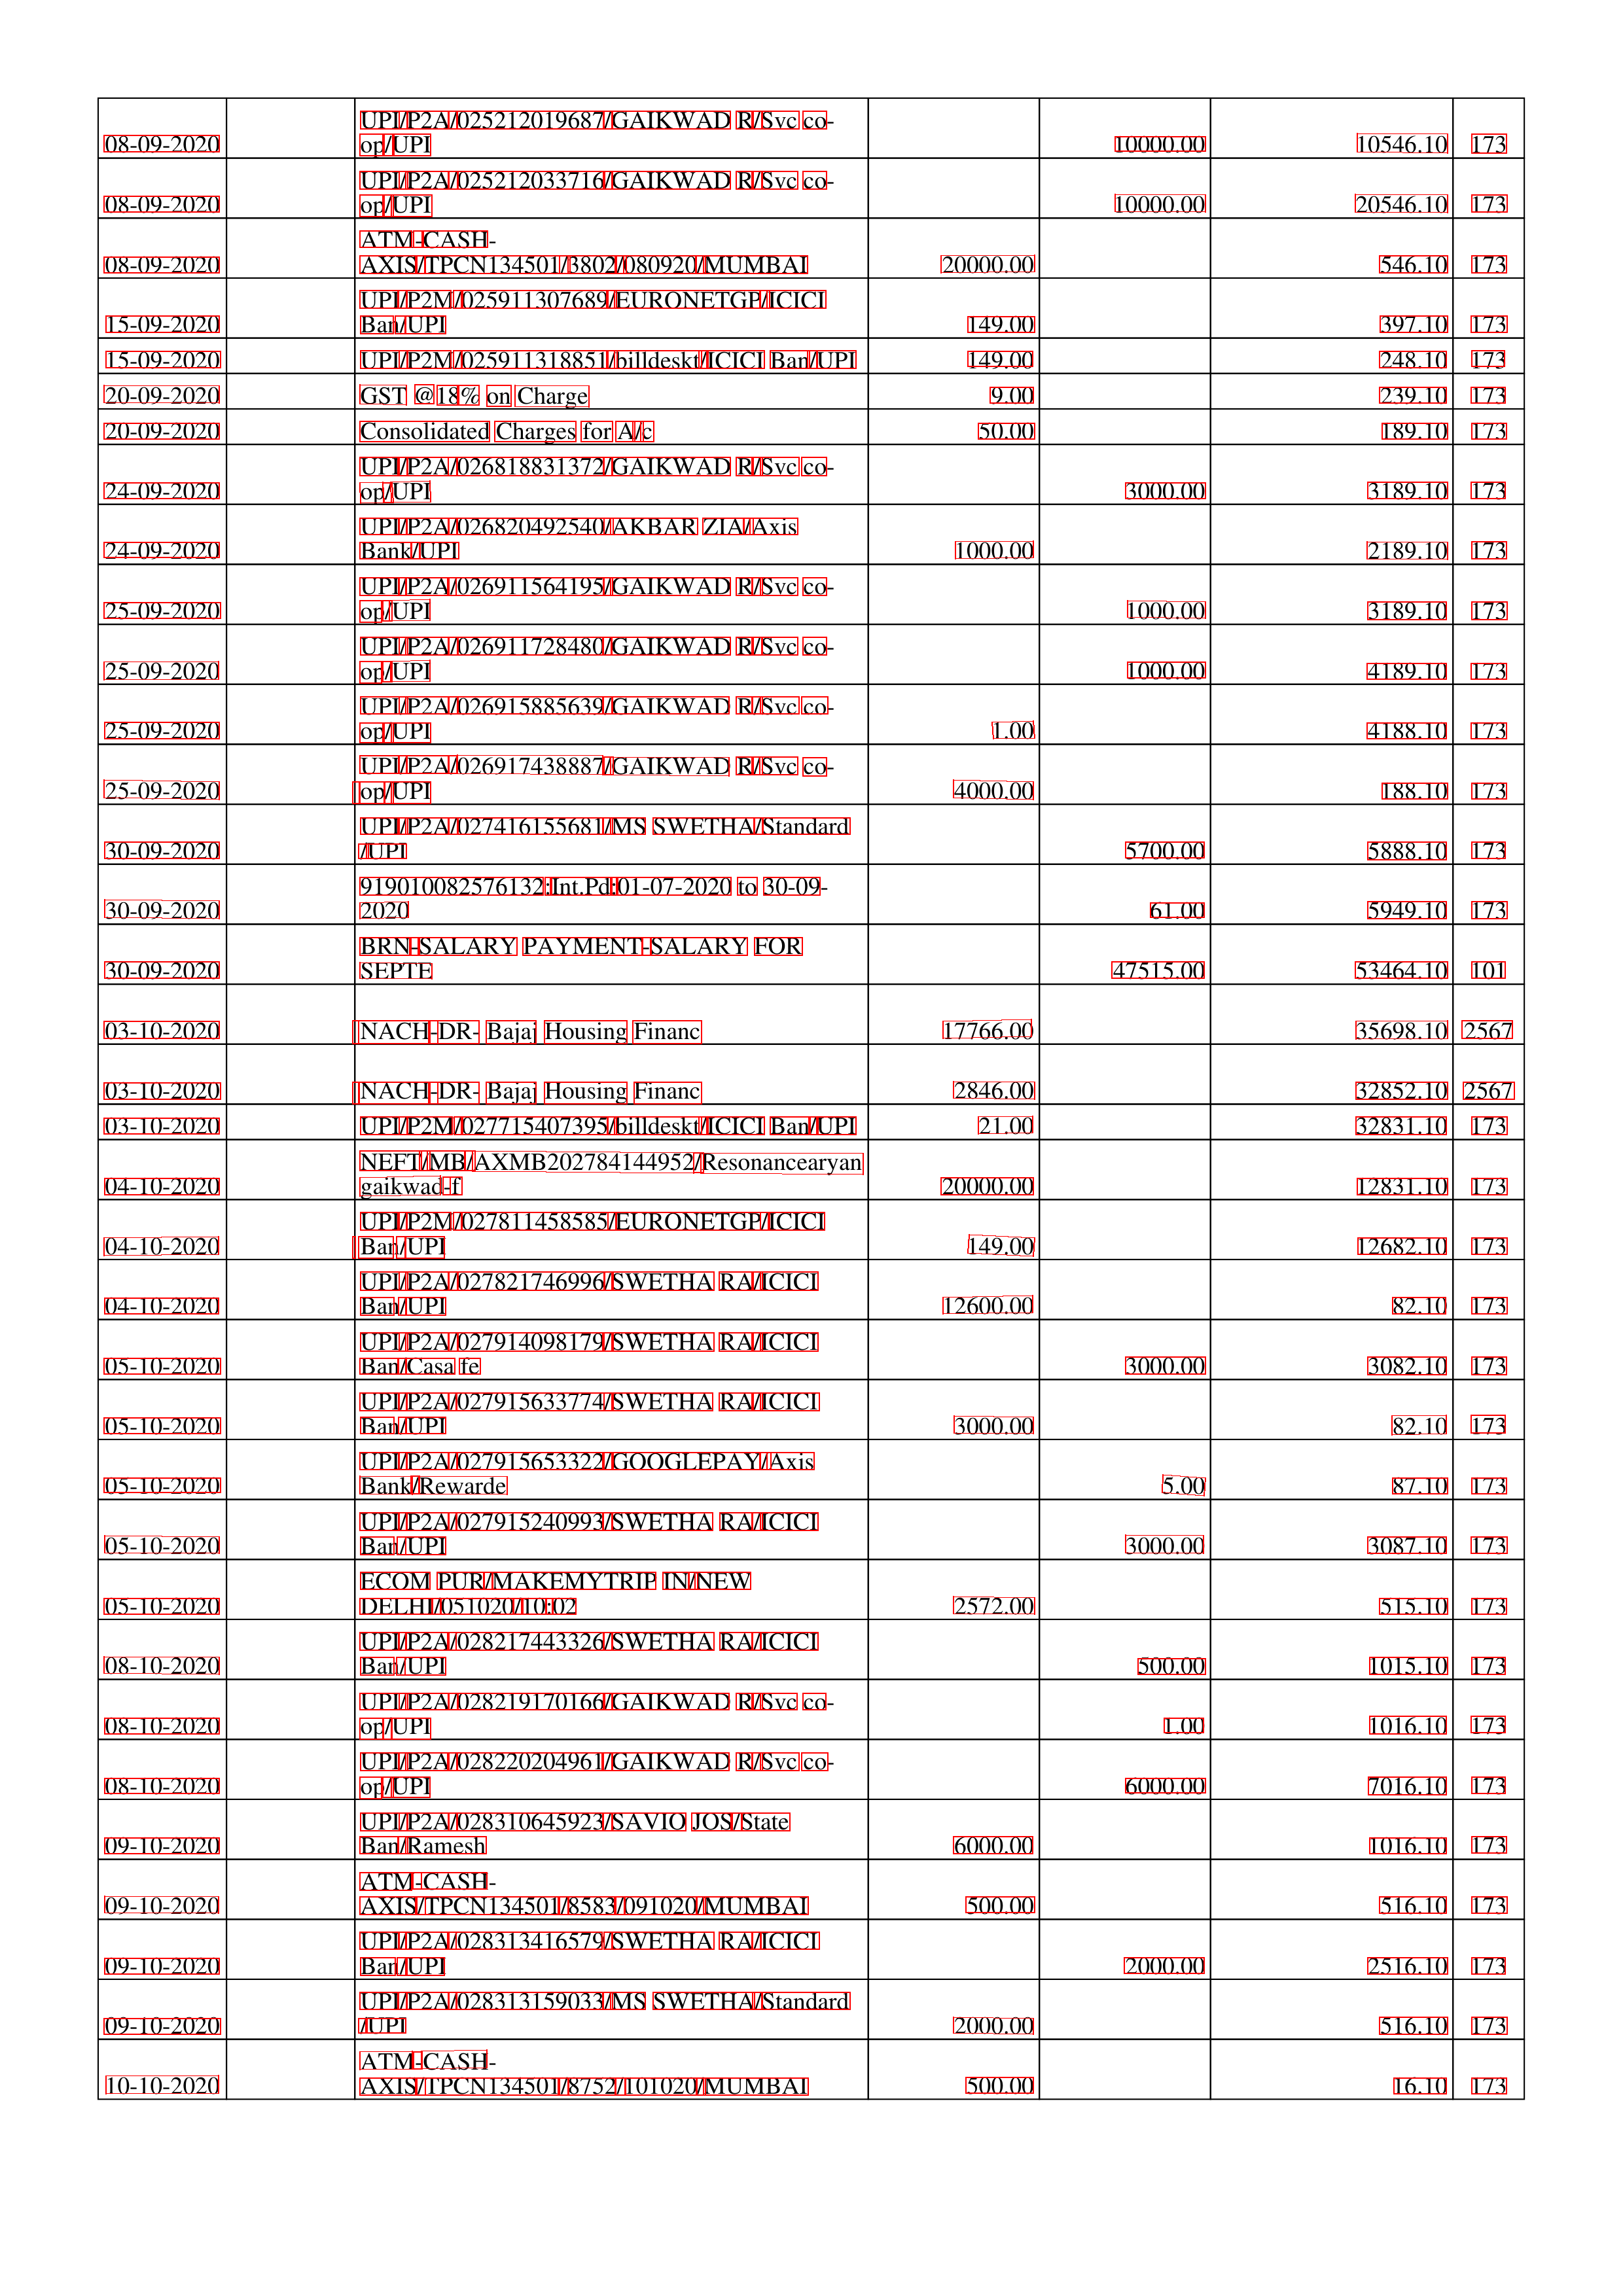 UPI/P2A/025212019687/GAIKWAD R/Svc co-
08-09-2020 op/UPI 10000.00 10546.10 173
UPI/P2A/025212033716/GAIKWAD R/Svc co-
08-09-2020 op/UPI 10000.00 20546.10 173
ATM-CASH-
08-09-2020 AXIS/TPCN134501/3802/080920/MUMBAI 20000.00 546.10 173
UPI/P2M/025911307689/EURONETGP/ICICI
15-09-2020 Ban/UPI 149.00 397.10 173
15-09-2020 UPI/P2M/025911318851/billdeskt/ICICI Ban/UPI 149.00 248.10 173
20-09-2020 GST @18% on Charge 9.00 239.10 173
20-09-2020 Consolidated Charges for A/c 50.00 189.10 173
UPI/P2A/026818831372/GAIKWAD R/Svc co-
24-09-2020 op/UPI 3000.00 3189.10 173
UPI/P2A/026820492540/AKBAR ZIA/Axis
24-09-2020 Bank/UPI 1000.00 2189.10 173
UPI/P2A/026911564195/GAIKWAD R/Svc co-
25-09-2020 op/UPI 1000.00 3189.10 173
UPI/P2A/026911728480/GAIKWAD R/Svc co-
25-09-2020 op/UPI 1000.00 4189.10 173
UPI/P2A/026915885639/GAIKWAD R/Svc co-
25-09-2020 op/UPI 1.00 4188.10 173
UPI/P2A/026917438887/GAIKWAD R/Svc co-
25-09-2020 op/UPI 4000.00 188.10 173
UPI/P2A/027416155681/MS SWETHA/Standard
30-09-2020 /UPI 5700.00 5888.10 173
919010082576132:Int.Pd:01-07-2020 to 30-09-
30-09-2020 2020 61.00 5949.10 173
BRN-SALARY PAYMENT-SALARY FOR
30-09-2020 SEPTE 47515.00 53464.10 101
03-10-2020 NACH-DR- Bajaj Housing Financ 17766.00 35698.10 2567
03-10-2020 NACH-DR- Bajaj Housing Financ 2846.00 32852.10 2567
03-10-2020 UPI/P2M/027715407395/billdeskt/ICICI Ban/UPI 21.00 32831.10 173
NEFT/MB/AXMB202784144952/Resonancearyan
04-10-2020 gaikwad-f 20000.00 12831.10 173
UPI/P2M/027811458585/EURONETGP/ICICI
04-10-2020 Ban/UPI 149.00 12682.10 173
UPI/P2A/027821746996/SWETHA RA/ICICI
04-10-2020 Ban/UPI 12600.00 82.10 173
UPI/P2A/027914098179/SWETHA RA/ICICI
05-10-2020 Ban/Casa fe 3000.00 3082.10 173
UPI/P2A/027915633774/SWETHA RA/ICICI
05-10-2020 Ban/UPI 3000.00 82.10 173
UPI/P2A/027915653322/GOOGLEPAY/Axis
05-10-2020 Bank/Rewarde 5.00 87.10 173
UPI/P2A/027915240993/SWETHA RA/ICICI
05-10-2020 Ban/UPI 3000.00 3087.10 173
ECOM PUR/MAKEMYTRIP IN/NEW
05-10-2020 DELHI/051020/10:02 2572.00 515.10 173
UPI/P2A/028217443326/SWETHA RA/ICICI
08-10-2020 Ban/UPI 500.00 1015.10 173
UPI/P2A/028219170166/GAIKWAD R/Svc co-
08-10-2020 op/UPI 1.00 1016.10 173
UPI/P2A/028220204961/GAIKWAD R/Svc co-
08-10-2020 op/UPI 6000.00 7016.10 173
UPI/P2A/028310645923/SAVIO JOS/State
09-10-2020 Ban/Ramesh 6000.00 1016.10 173
ATM-CASH-
09-10-2020 AXIS/TPCN134501/8583/091020/MUMBAI 500.00 516.10 173
UPI/P2A/028313416579/SWETHA RA/ICICI
09-10-2020 Ban/UPI 2000.00 2516.10 173
UPI/P2A/028313159033/MS SWETHA/Standard
09-10-2020 /UPI 2000.00 516.10 173
ATM-CASH-
10-10-2020 AXIS/TPCN134501/8752/101020/MUMBAI 500.00 16.10 173